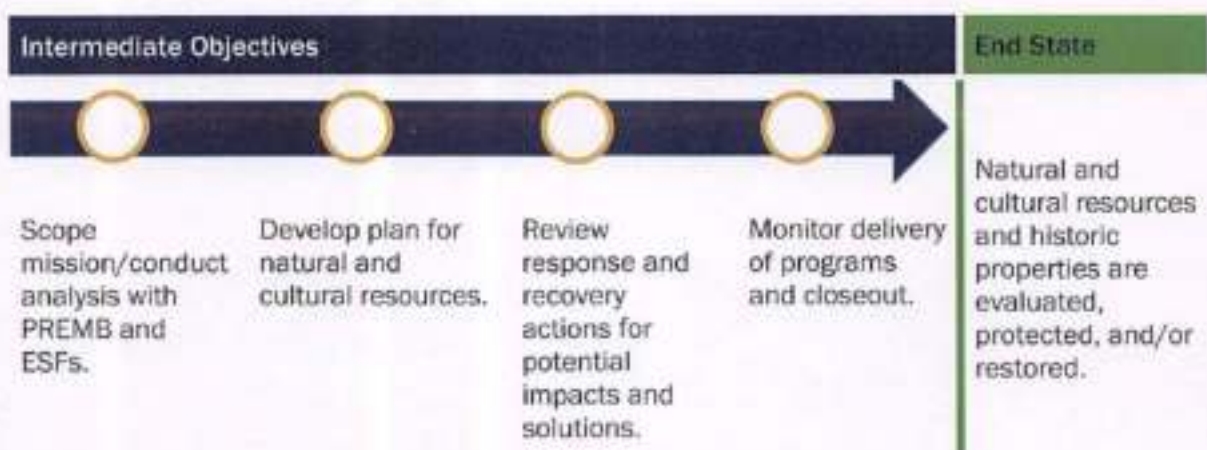 Intermediate Objectives
End State
Scope
mission/conduct
analysis with
PREMB and
ESFs.
Develop plan for
natural and
cultural resources.
Review
response and
recovery
actions for
potential
impacts and
solutions.
Monitor delivery
of programs
and closeout.
Natural and
cultural resources
and historic
properties are
evaluated,
protected, and/or
restored.